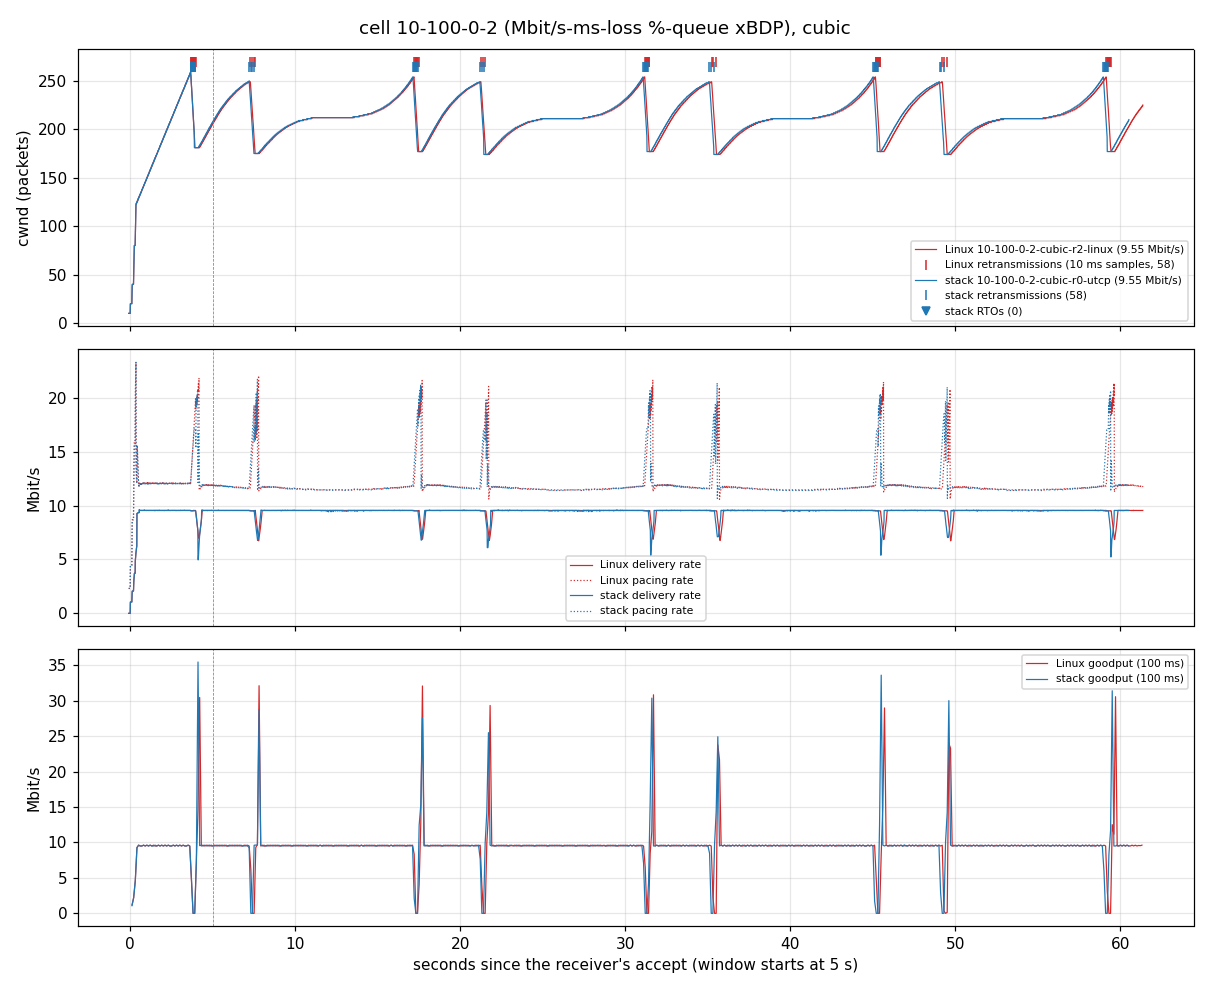 cell 10-100-0-2 (Mbit/s-ms-loss %-queue xBDP), cubic
250
200
150
100
50
0
cwnd (packets)
Linux 10-100-0-2-cubic-r2-linux (9.55 Mbit/s)
Linux retransmissions (10 ms samples, 58)
stack 10-100-0-2-cubic-r0-utcp (9.55 Mbit/s)
stack retransmissions (58)
stack RTOs (0)
20
15
10
5
0
Mbit/s
Linux delivery rate
Linux pacing rate
stack delivery rate
stack pacing rate
35
30
25
20
15
10
5
0
Mbit/s
Linux goodput (100 ms)
stack goodput (100 ms)
0 10 20 30 40 50 60
seconds since the receiver's accept (window starts at 5 s)